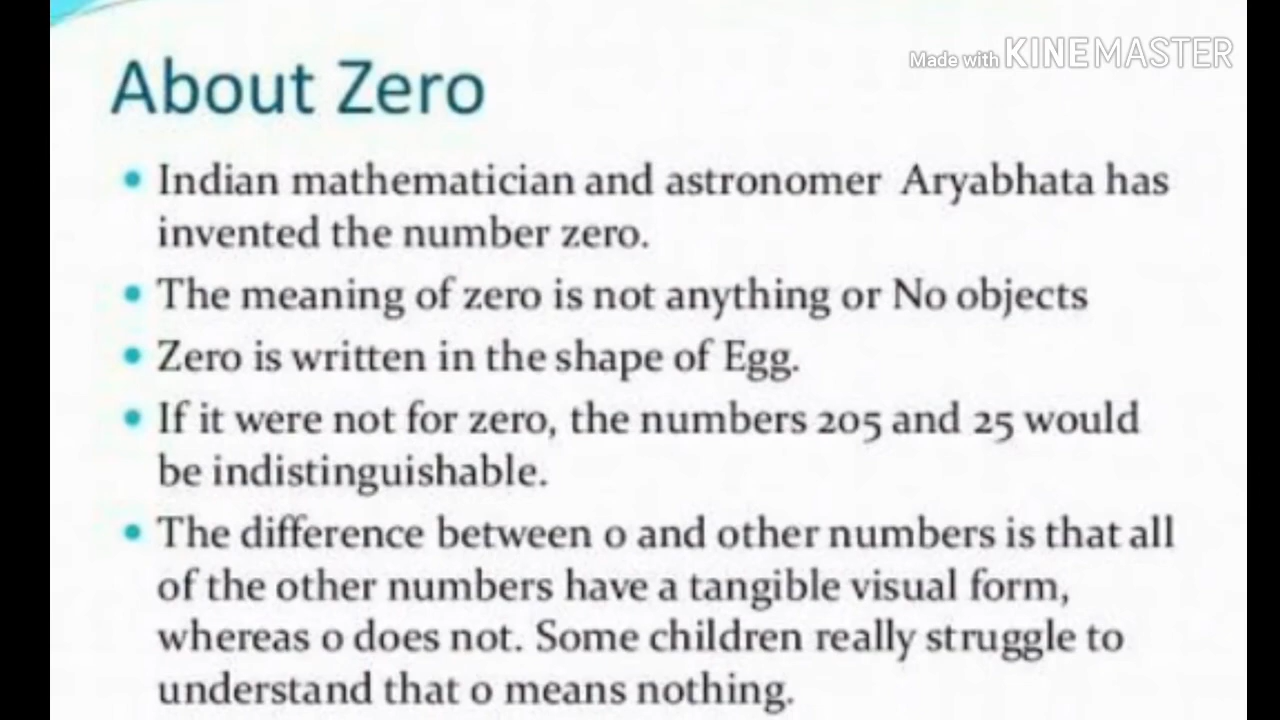 Made with KINEMASTER
About Zero
• Indian mathematician and astronomer Aryabhata has
invented the number zero.
• The meaning of zero is not anything or No objects
• Zero is written in the shape of Egg.
• If it were not for zero, the numbers 205 and 25 would
be indistinguishable.
• The difference between 0 and other numbers is that all
of the other numbers have a tangible visual form,
whereas 0 does not. Some children really struggle to
understand that 0 means nothing.